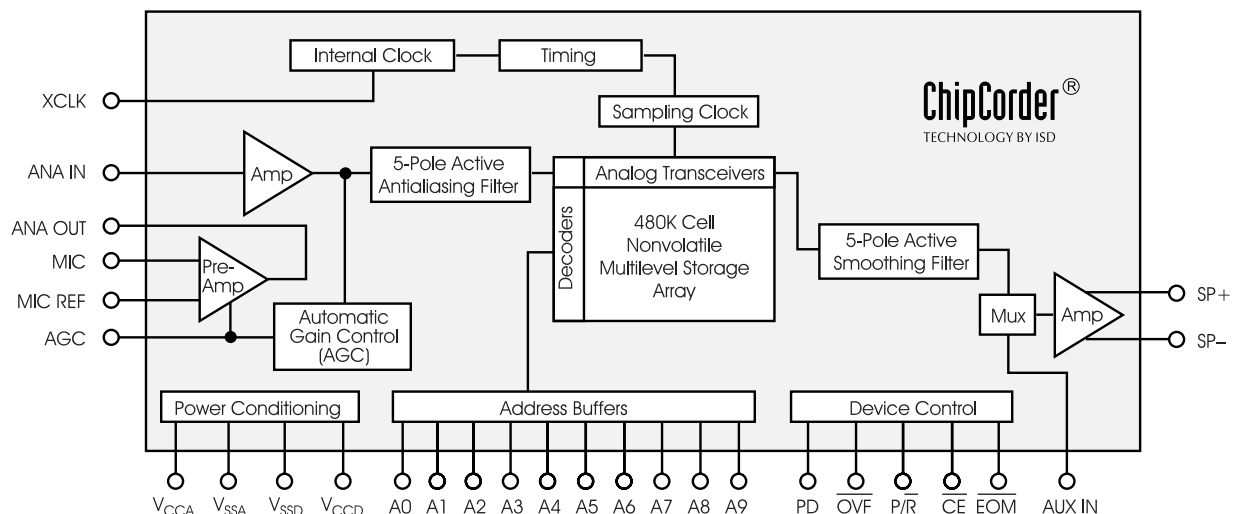 Internal Clock
Timing
XCLK
Sampling Clock
ChipCorder®
TECHNOLOGY BY ISD
ANA IN
Amp
5-Pole Active
Antialiasing Filter
Decoders
Analog Transceivers
480K Cell
Nonvolatile
Multilevel Storage
Array
ANA OUT
MIC
Pre-
Amp
MIC REF
AGC
Automatic
Gain Control
(AGC)
5-Pole Active
Smoothing Filter
Mux
Amp
SP+
SP–
Power Conditioning
Address Buffers
Device Control
VCCA VSSA VSSD VCCD A0 A1 A2 A3 A4 A5 A6 A7 A8 A9 PD O̅V̅F̅ P/R̅ C̅E̅ E̅O̅M̅ AUX IN